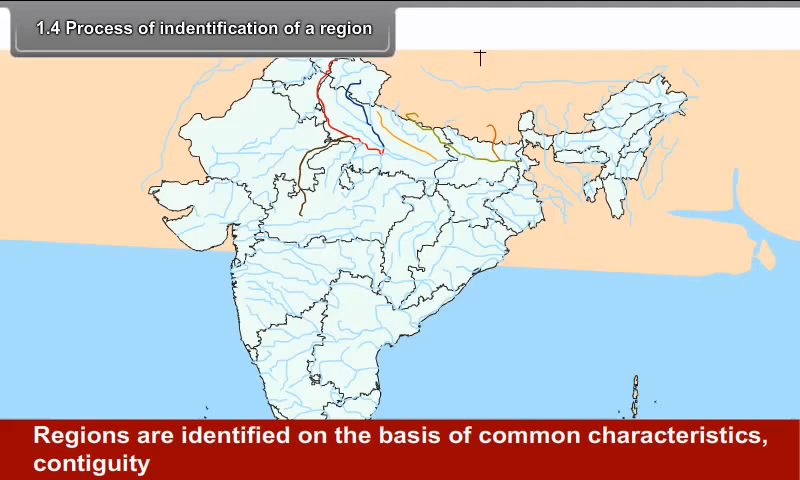 1.4 Process of indentification of a region
Regions are identified on the basis of common characteristics,
contiguity